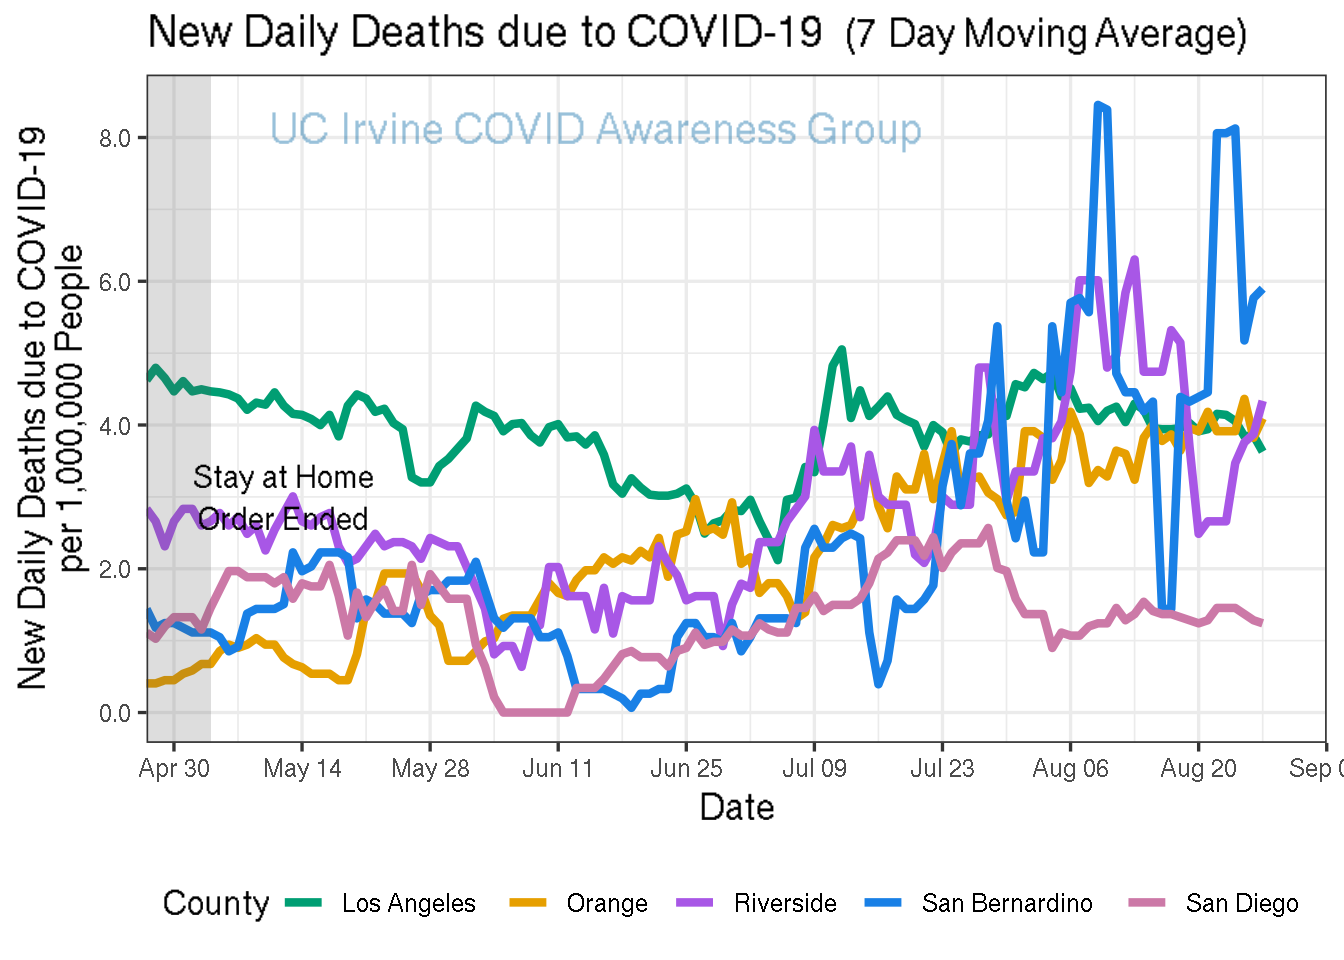 New Daily Deaths due to COVID-19 (7 Day Moving Average)
UC Irvine COVID Awareness Group
New Daily Deaths due to COVID-19
per 1,000,000 People
8.0
6.0
4.0
2.0
0.0
Stay at Home
Order Ended
Apr 30 May 14 May 28 Jun 11 Jun 25 Jul 09 Jul 23 Aug 06 Aug 20 Sep
Date
County Los Angeles Orange Riverside San Bernardino San Diego